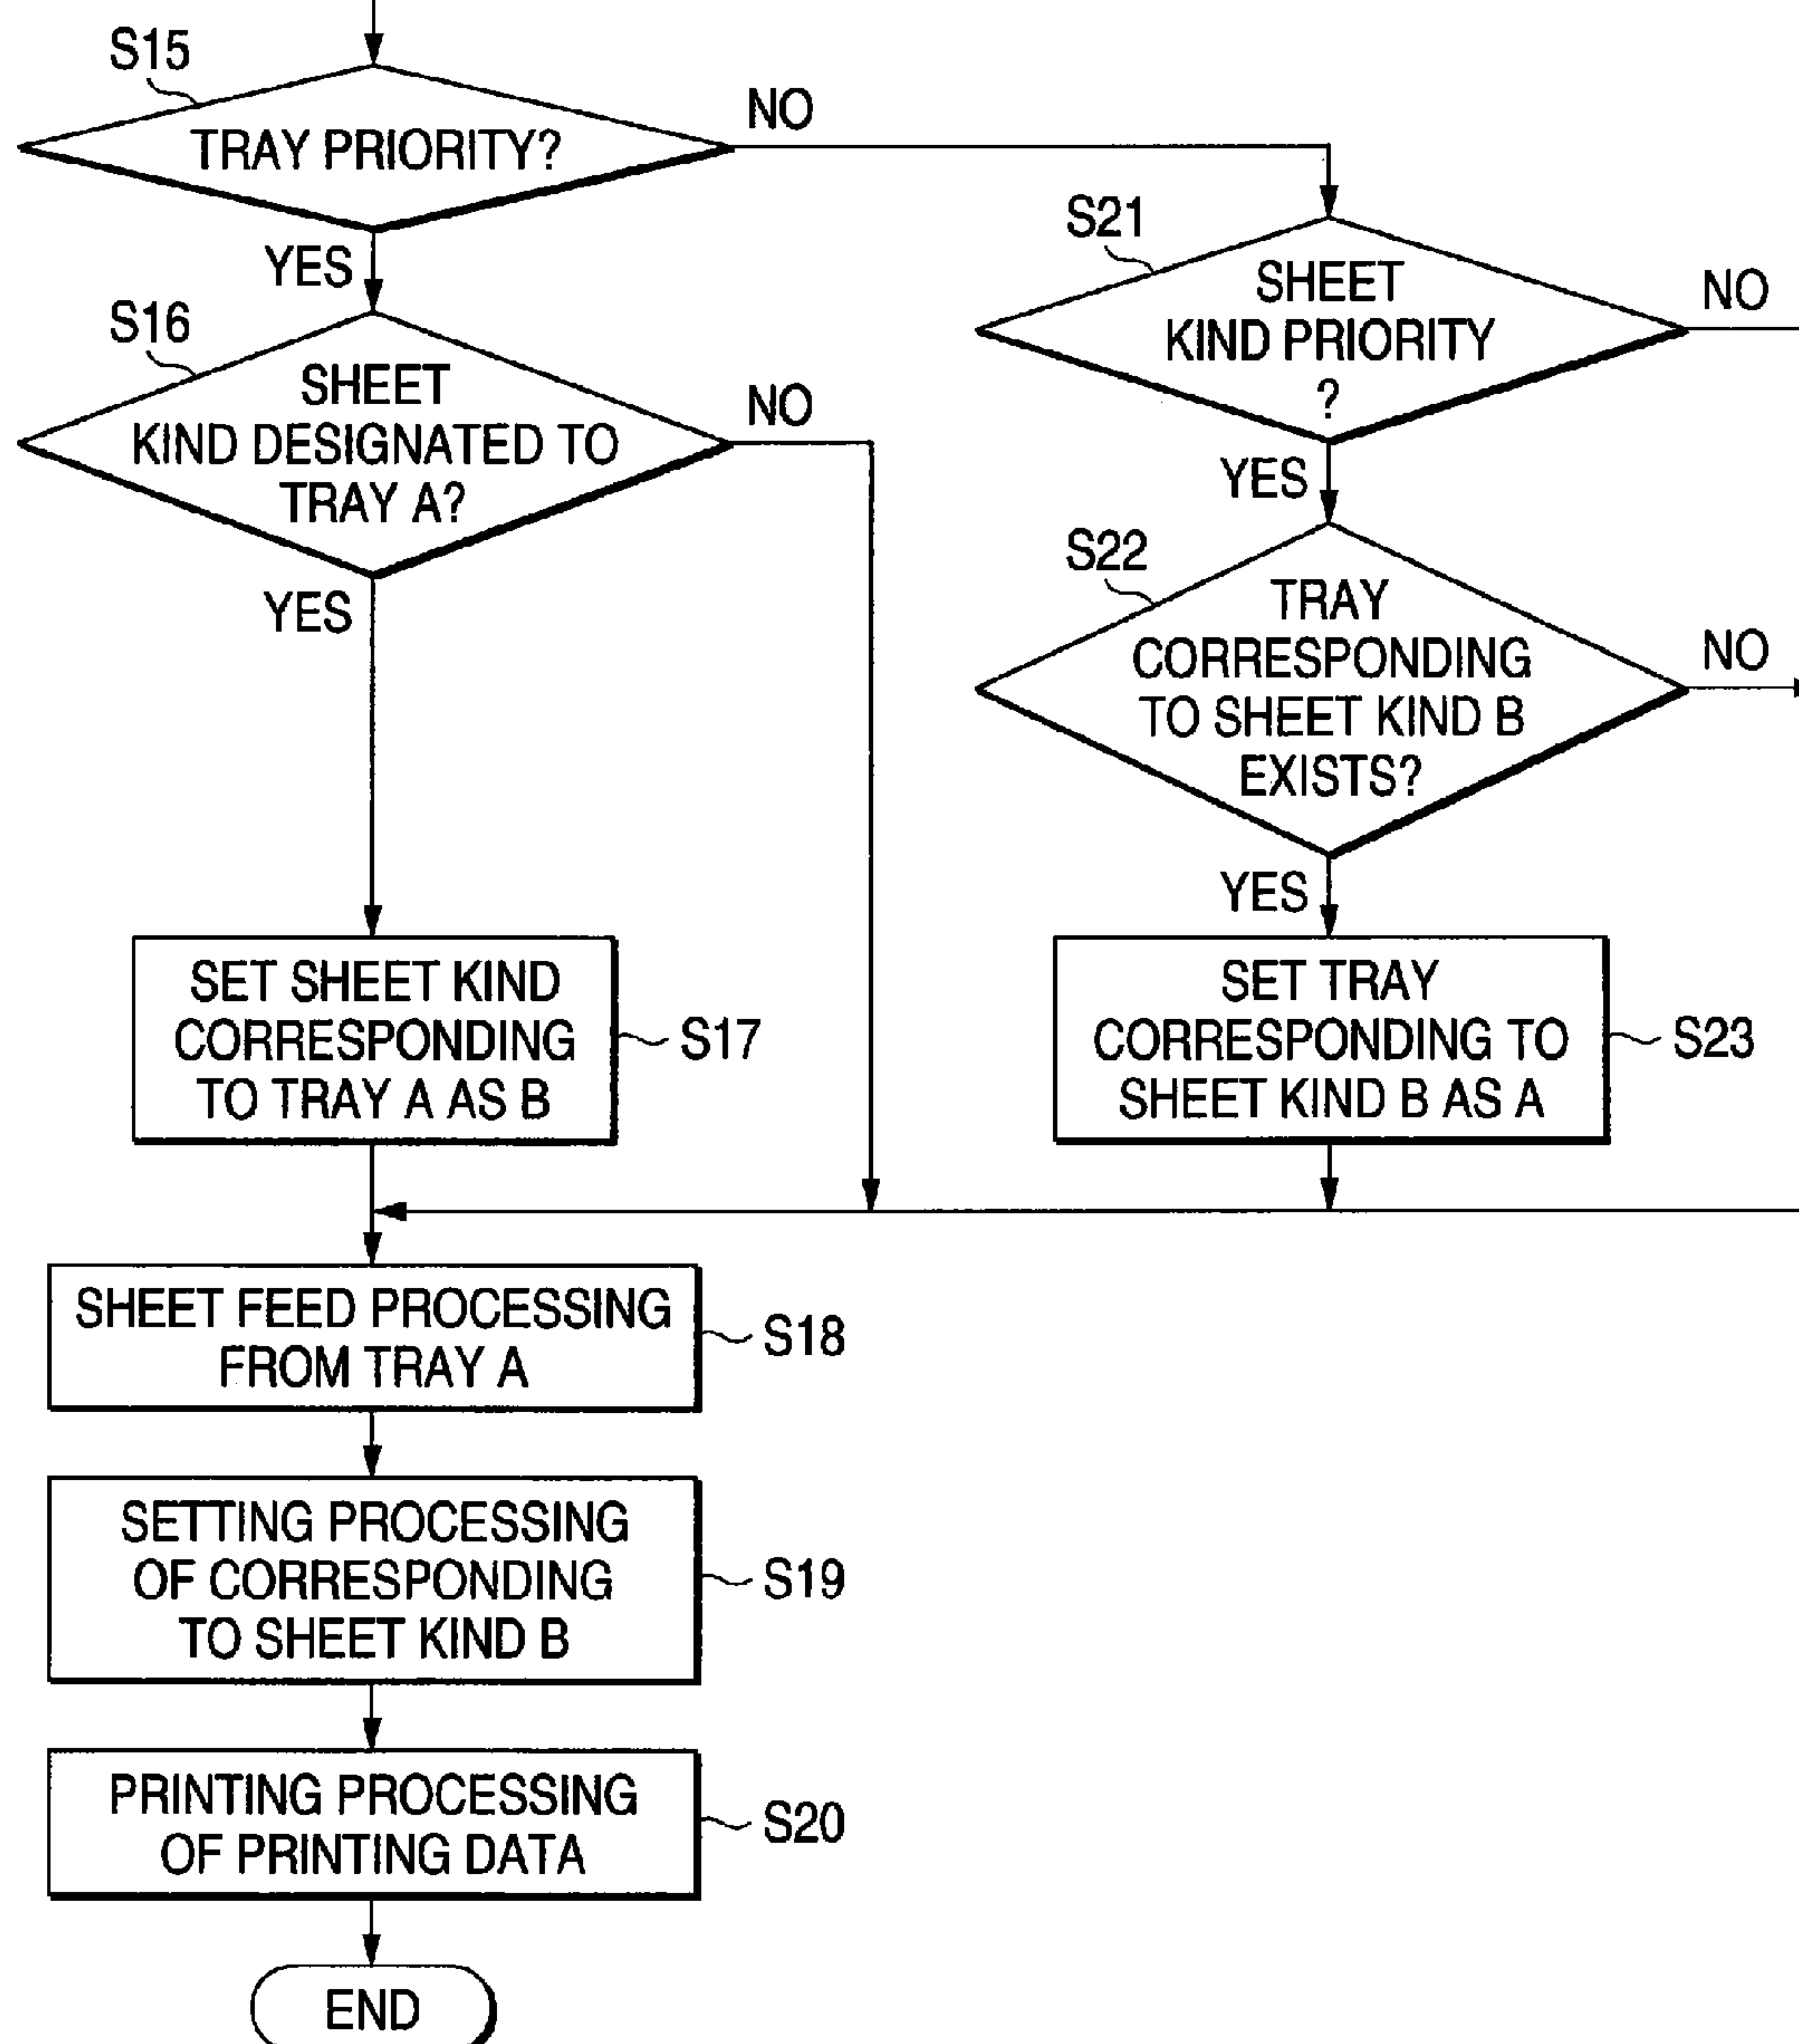 S15
TRAY PRIORITY?
NO
YES
S16
SHEET
KIND DESIGNATED TO
TRAY A?
NO
YES
SET SHEET KIND
CORRESPONDING
TO TRAY A AS B
S17
S21
SHEET
KIND PRIORITY
?
NO
YES
S22
TRAY
CORRESPONDING
TO SHEET KIND B
EXISTS?
NO
YES
SET TRAY
CORRESPONDING TO
SHEET KIND B AS A
S23
SHEET FEED PROCESSING
FROM TRAY A
S18
SETTING PROCESSING
OF CORRESPONDING
TO SHEET KIND B
S19
PRINTING PROCESSING
OF PRINTING DATA
S20
END